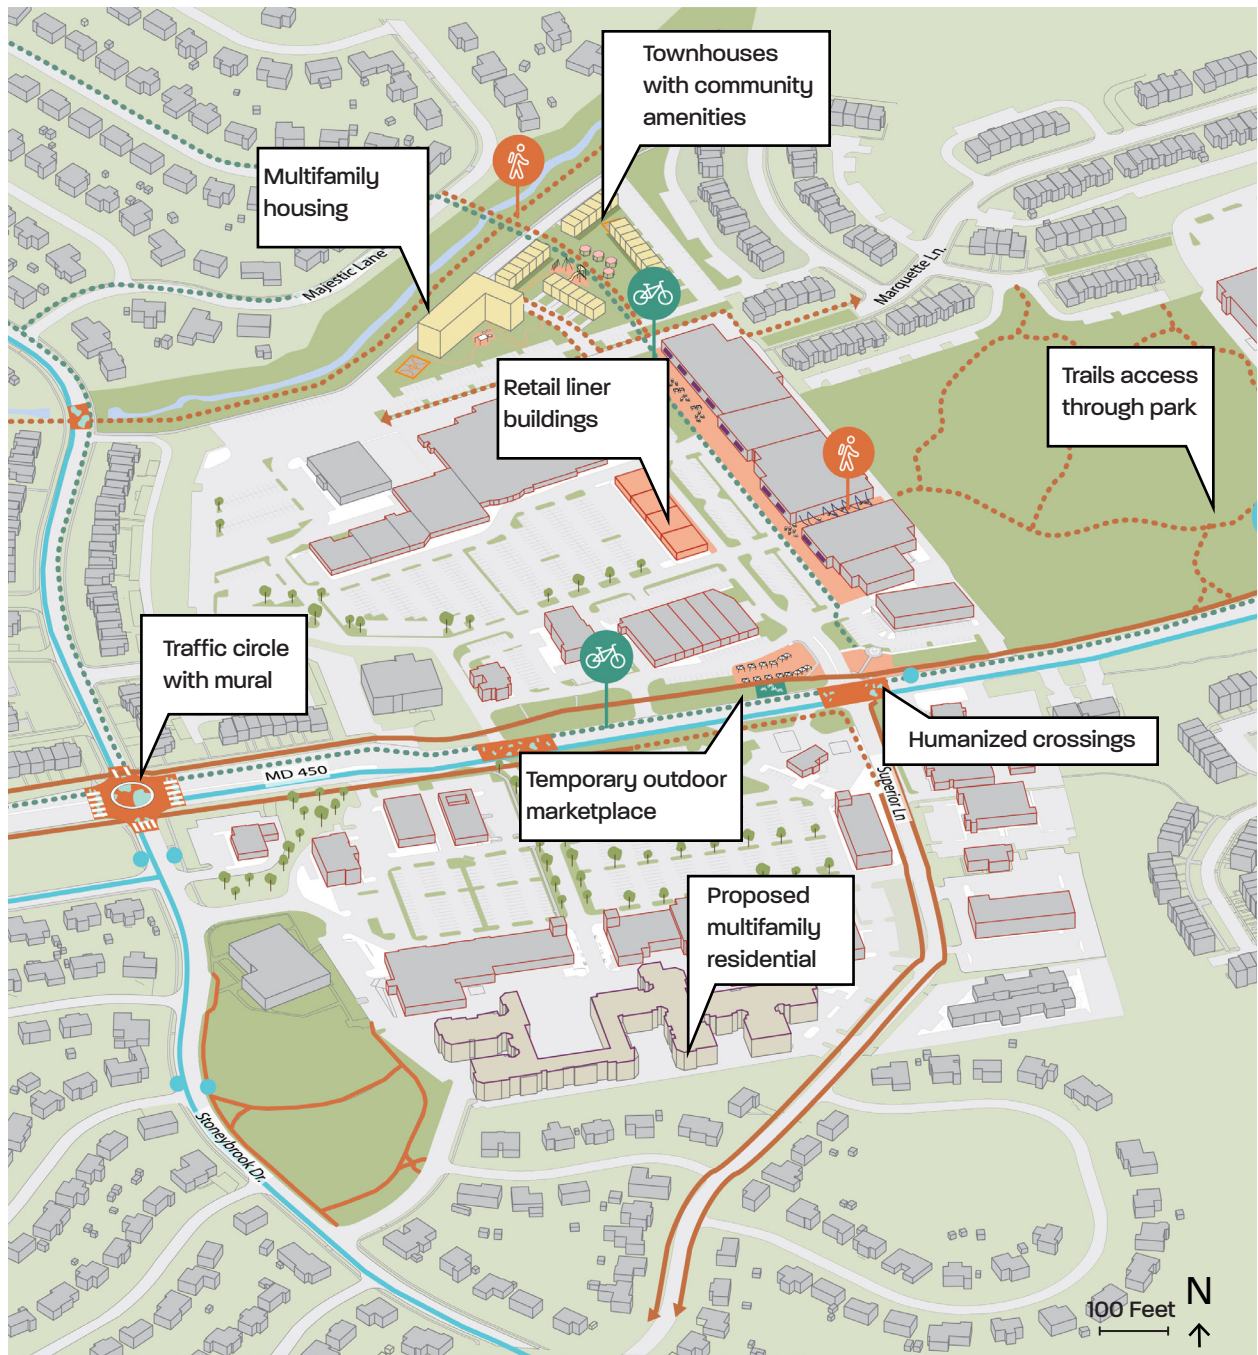 Townhouses
with community
amenities
Multifamily
housing
Majestic Lane
Marquette Ln.
Retail liner
buildings
Trails access
through park
Traffic circle
with mural
MD 450
Humanized crossings
Temporary outdoor
marketplace
Superior Ln
Proposed
multifamily
residential
Stoneybrook Dr.
100 Feet
N